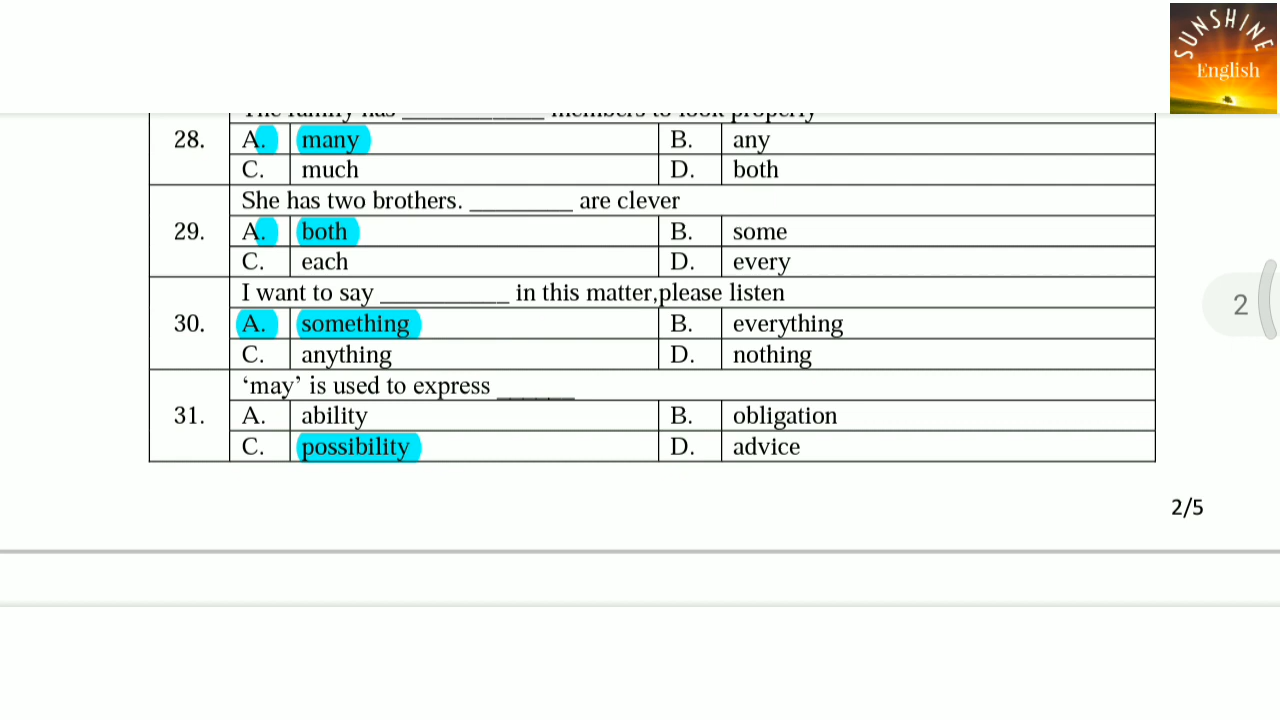 SUNSHINE
English
28.
A. many B. any
C. much D. both
She has two brothers. _________ are clever
29.
A. both B. some
C. each D. every
I want to say ___________ in this matter,please listen
30.
A. something B. everything
C. anything D. nothing
‘may’ is used to express ______
31.
A. ability B. obligation
C. possibility D. advice
2
2/5